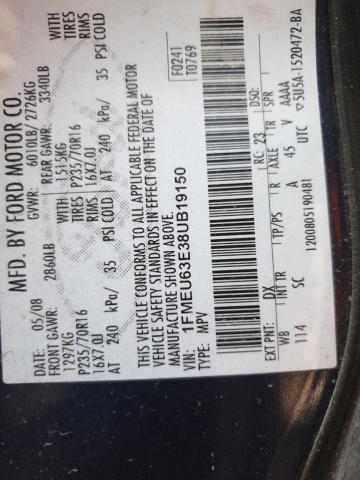 MFD. BY FORD MOTOR CO.
DATE: 05/08 GVWR: 6010LB/ 2726KG
FRONT GAWR: 2860LB REAR GAWR: 3340LB
1297KG WITH 1515KG WITH
P235/70R16 TIRES P235/70R16 TIRES
16X7.0J RIMS 16X7.0J RIMS
AT 240 kPa/ 35 PSI COLD AT 240 kPa/ 35 PSI COLD
THIS VEHICLE CONFORMS TO ALL APPLICABLE FEDERAL MOTOR
VEHICLE SAFETY STANDARDS IN EFFECT ON THE DATE OF
MANUFACTURE SHOWN ABOVE.
VIN: 1FMEU63E38UB19150
TYPE: MPV
F0241
T0769
EXT PNT: DX RC: 23 DSO:
WB INT TR TP/PS R AXLE TR SPR
114 SC A 45 V AAAA
1200805190481 UTC ▽5U5A-1520472-BA